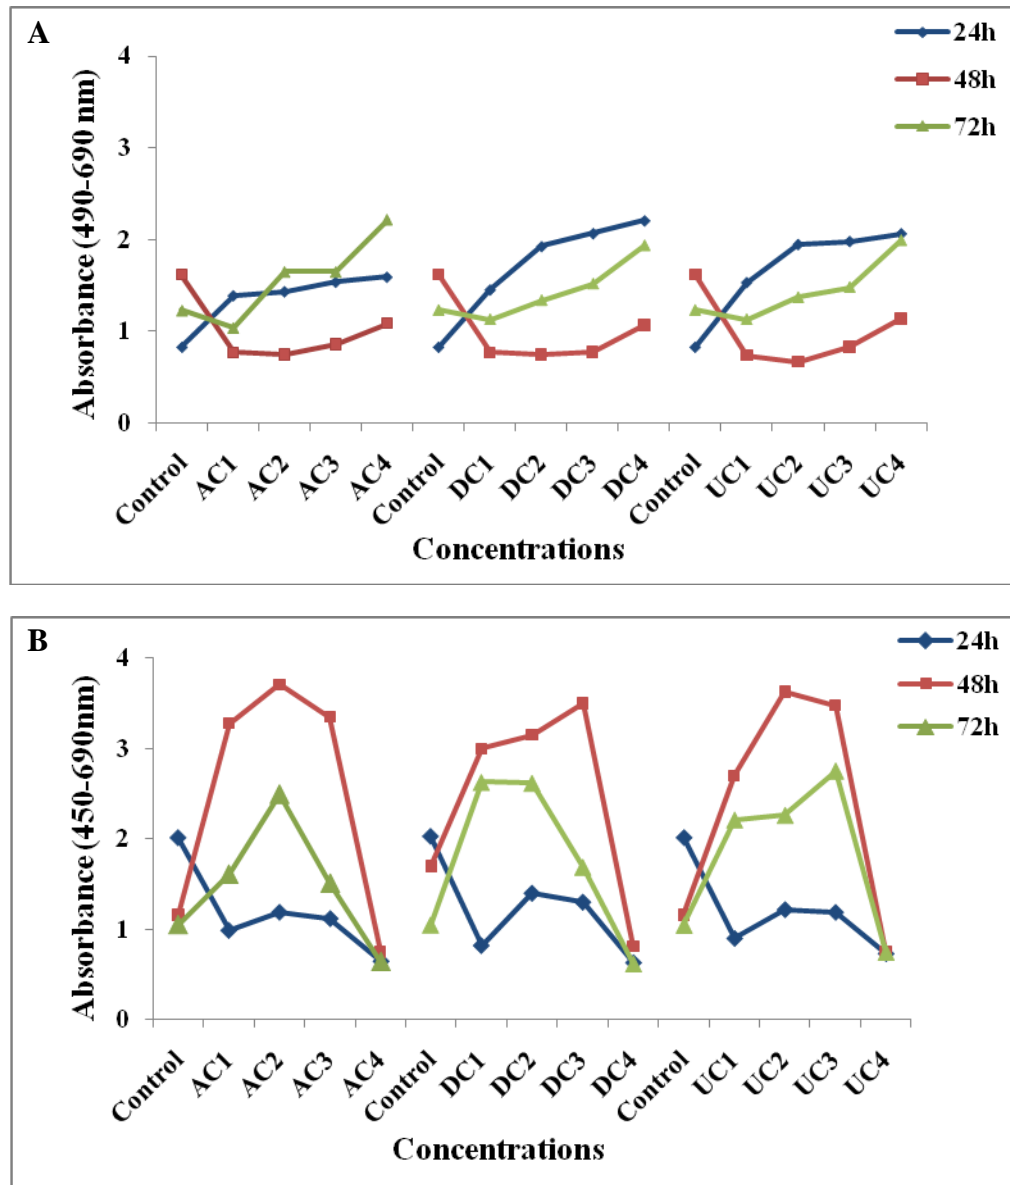 A
24h
48h
72h
Absorbance (490-690 nm)
4
3
2
1
0
Control AC1 AC2 AC3 AC4 Control DC1 DC2 DC3 DC4 Control UC1 UC2 UC3 UC4
Concentrations
B
24h
48h
72h
Absorbance (450-690nm)
4
3
2
1
0
Control AC1 AC2 AC3 AC4 Control DC1 DC2 DC3 DC4 Control UC1 UC2 UC3 UC4
Concentrations